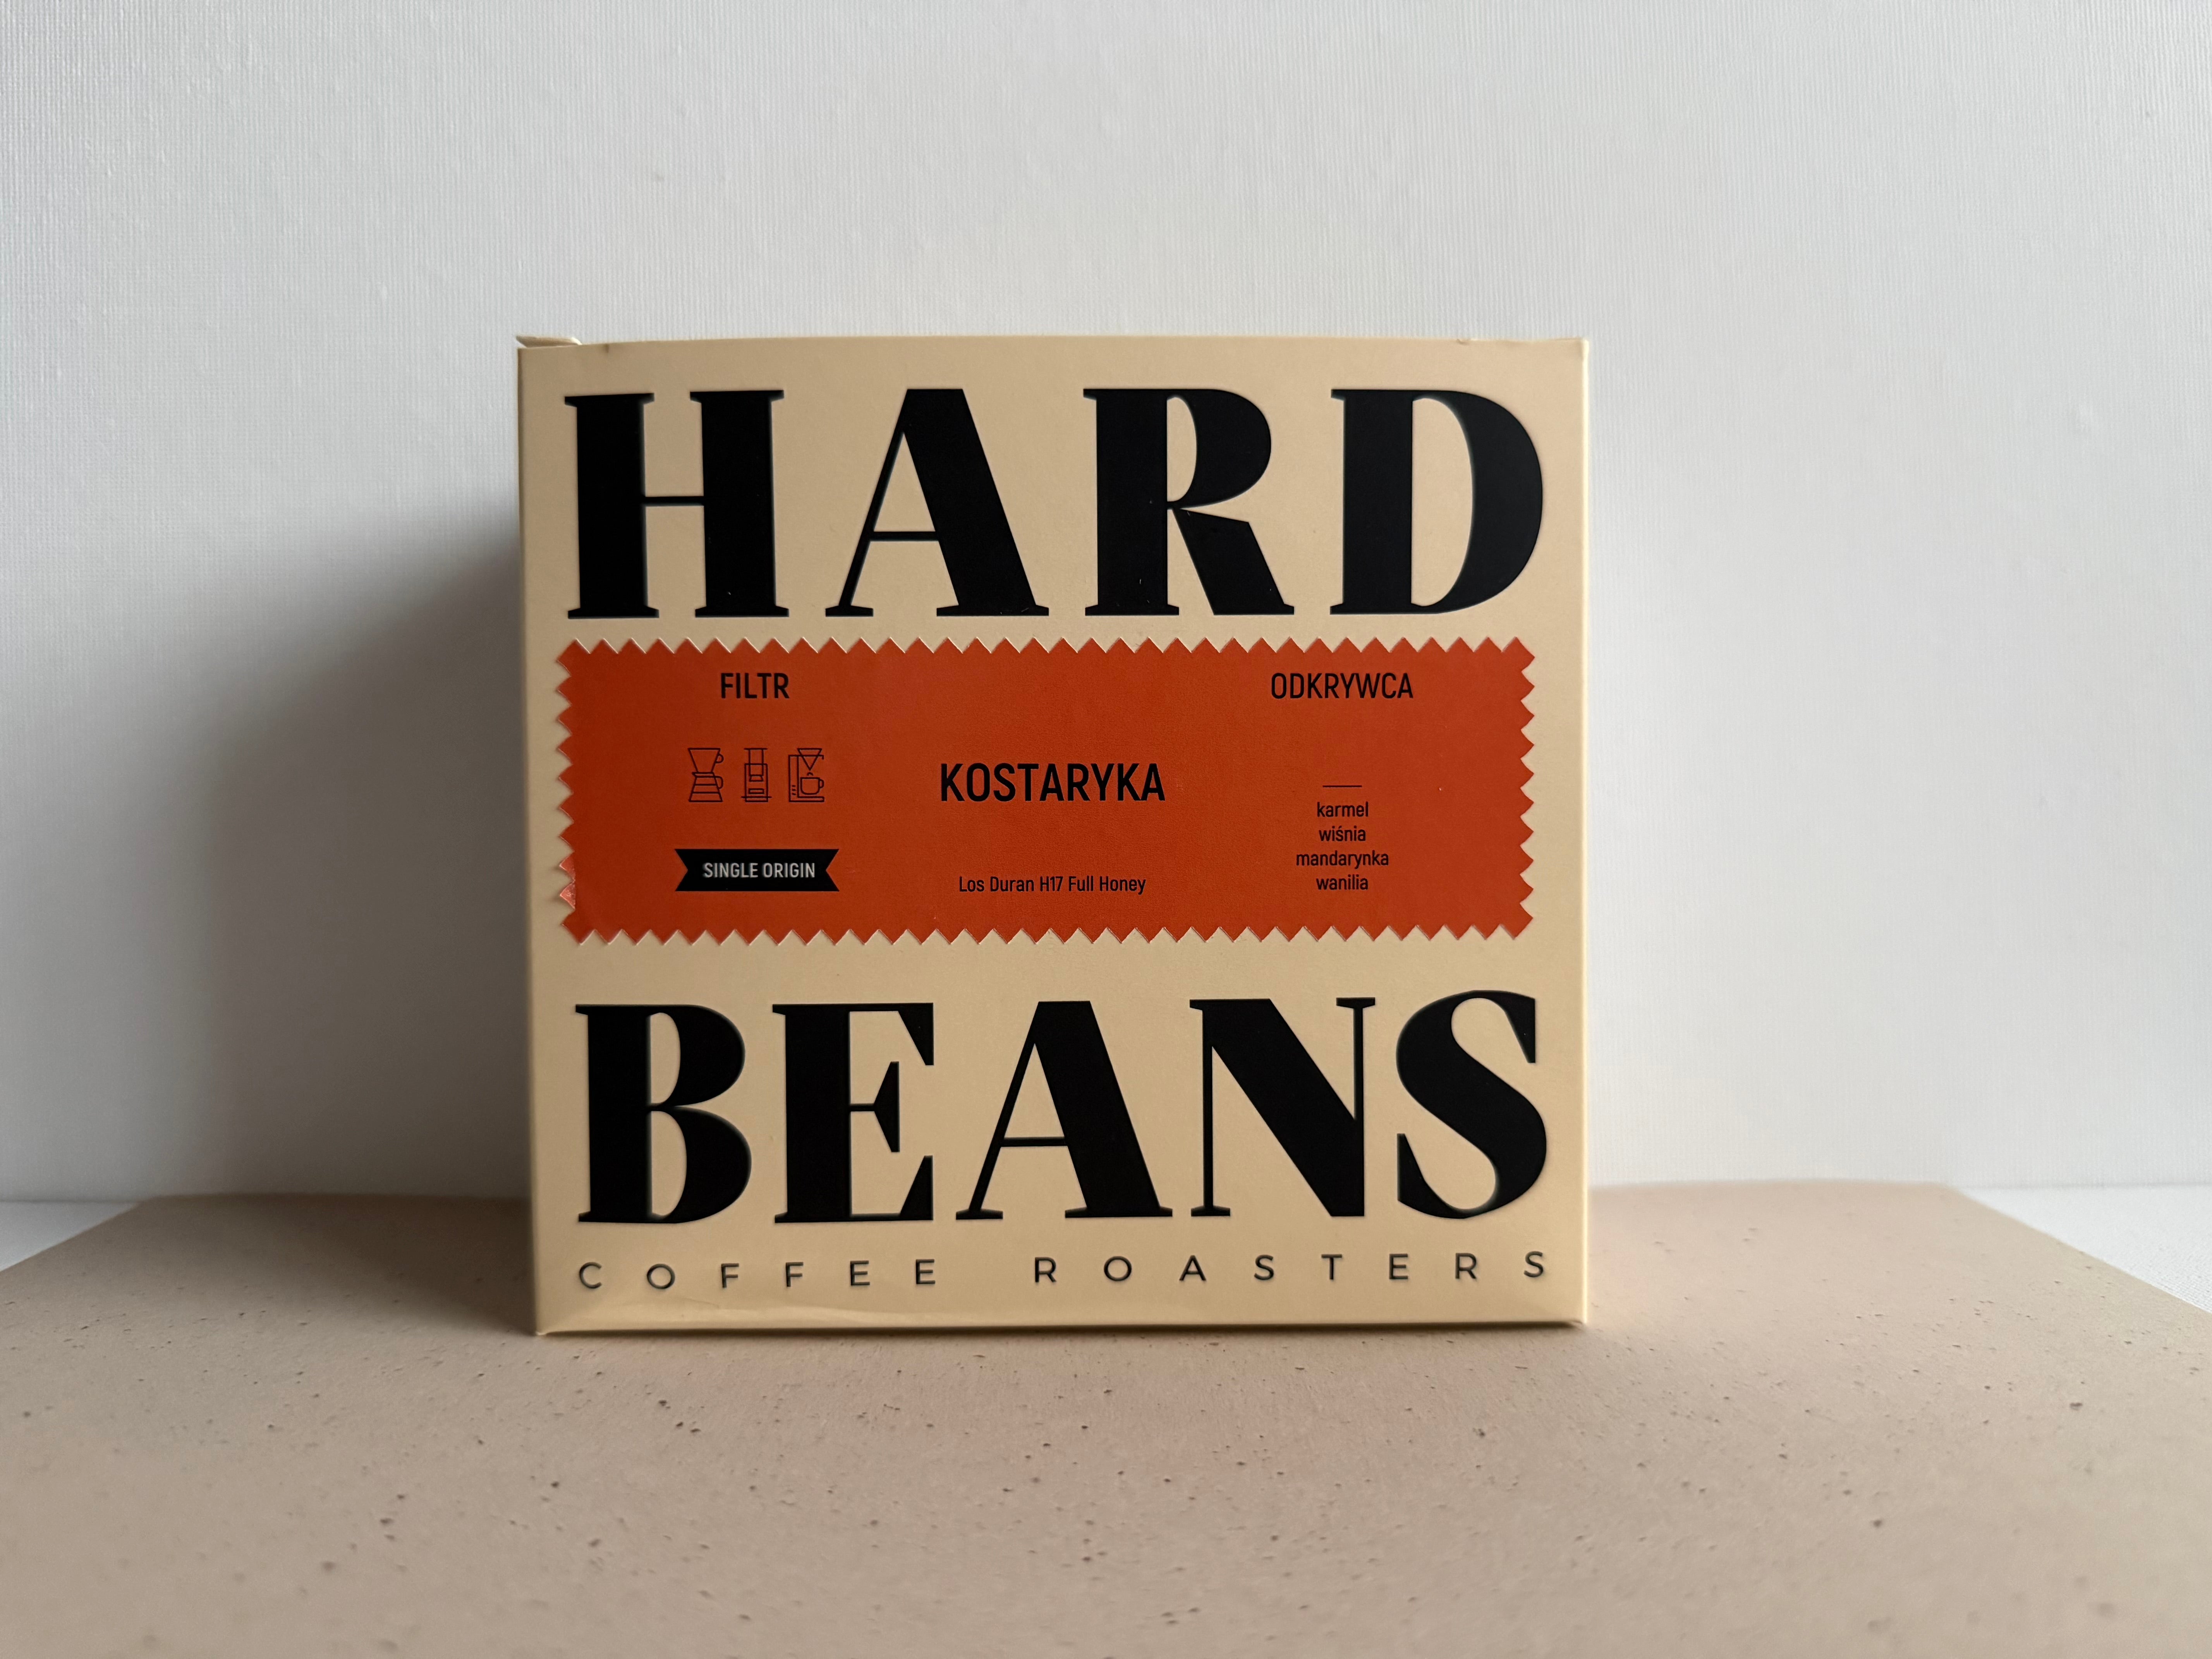 HARD
FILTR
ODKRYWCA
KOSTARYKA
karmel
wiśnia
mandarynka
wanilia
SINGLE ORIGIN
Los Duran H17 Full Honey
BEANS
COFFEE ROASTERS